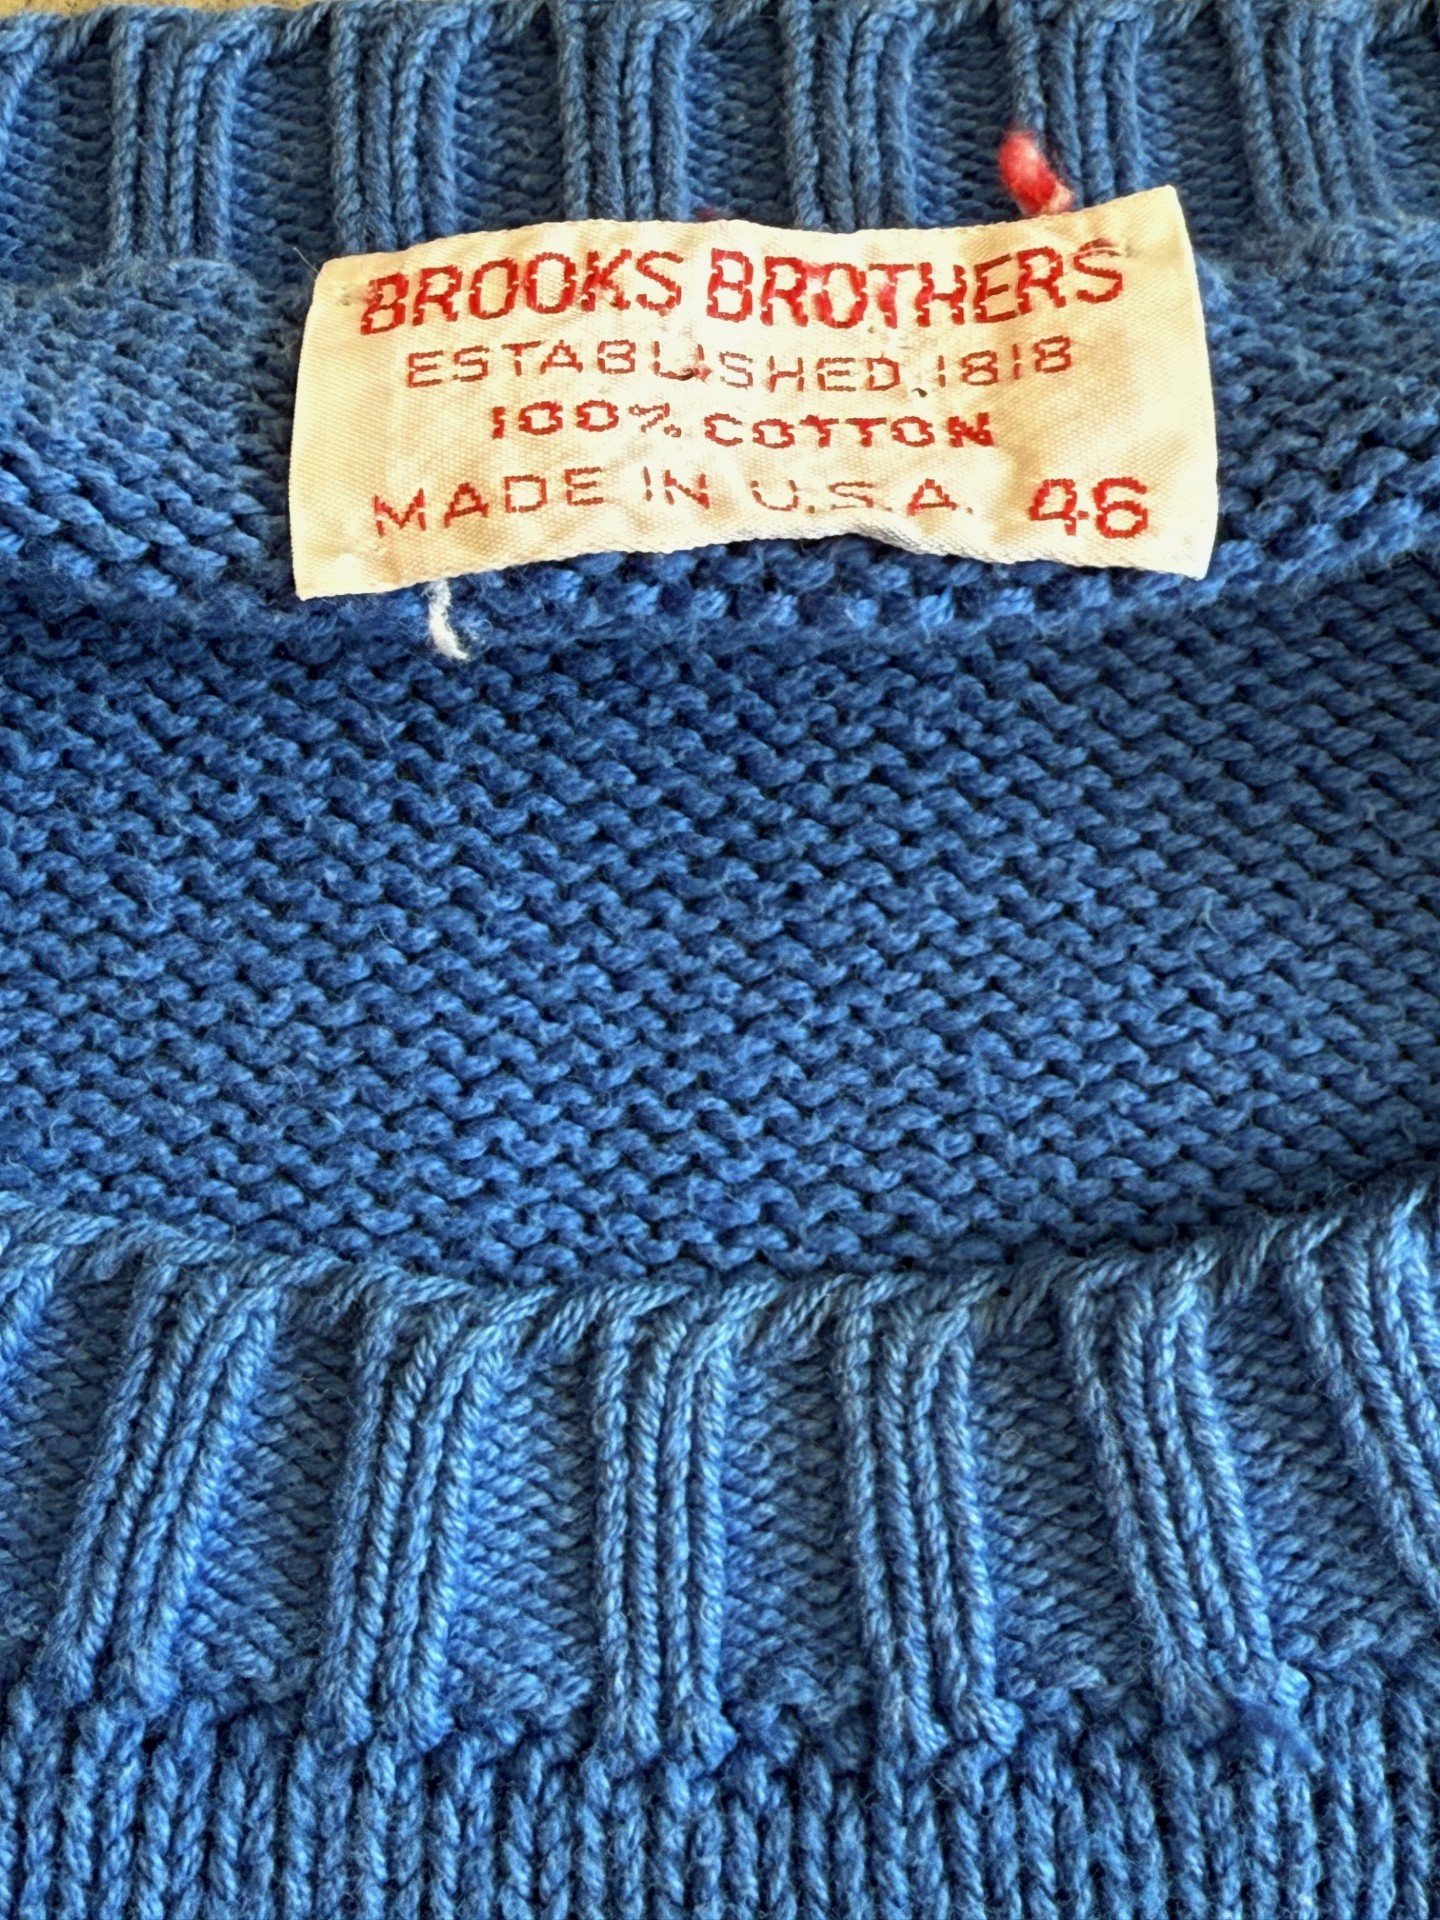 BROOKS BROTHERS
ESTABLISHED 1818
100% COTTON
MADE IN U.S.A. 46